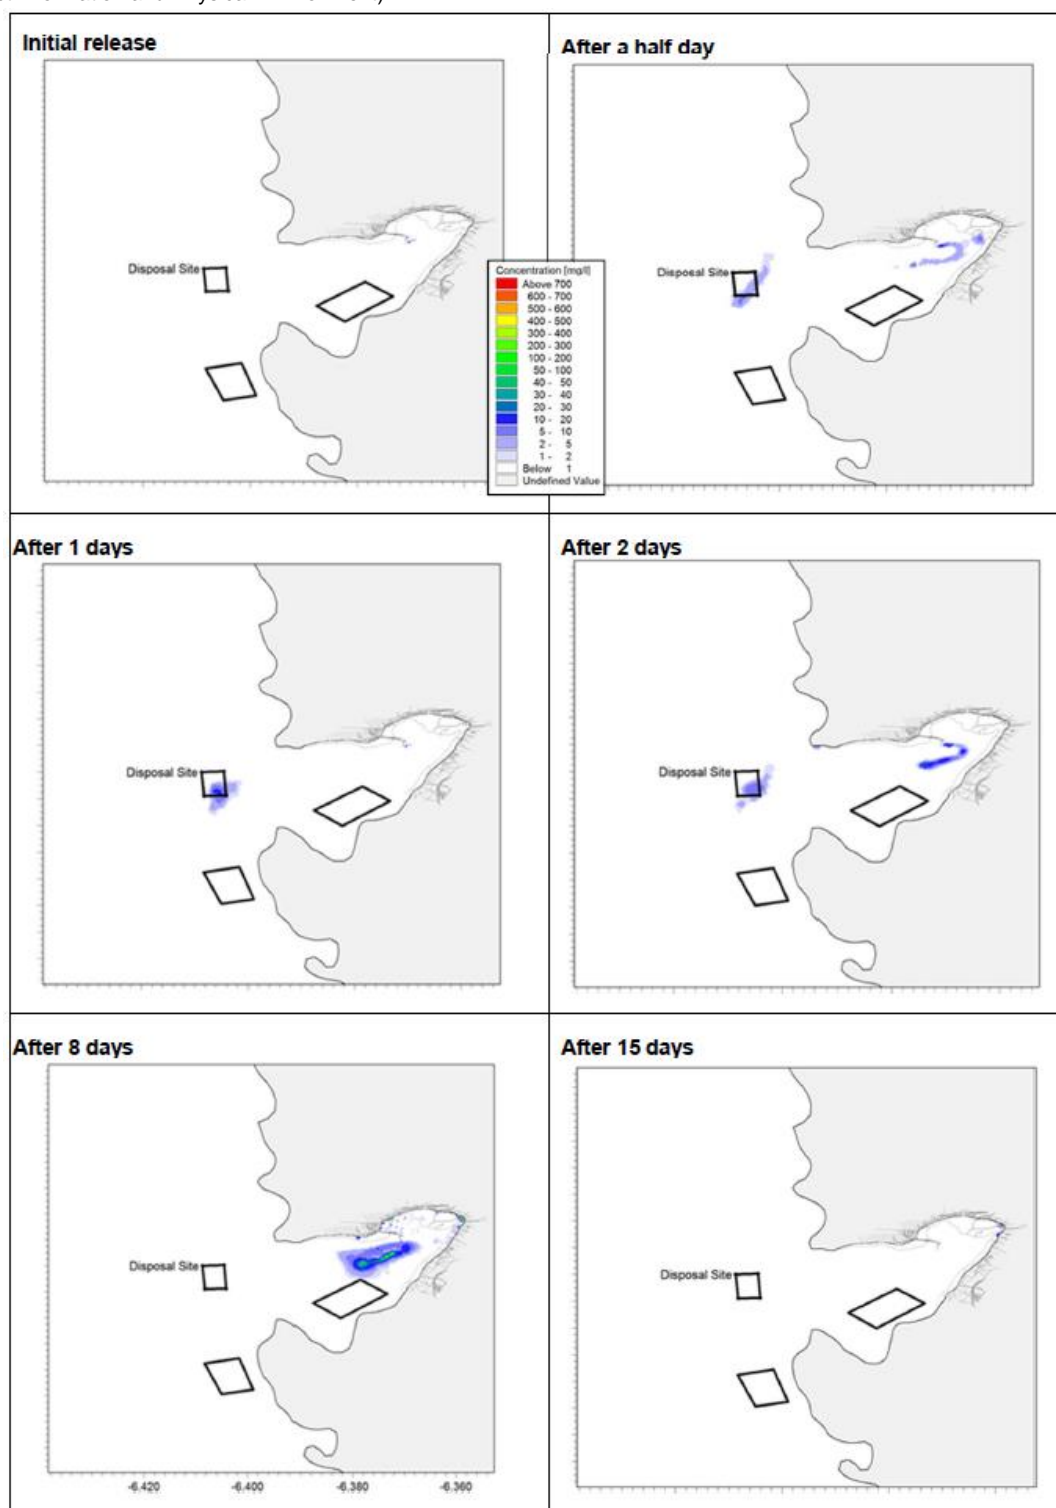 Initial release
After a half day
Disposal Site
Disposal Site
Concentration [mg/l]
Above 700
600 - 700
500 - 600
400 - 500
300 - 400
200 - 300
100 - 200
50 - 100
40 - 50
30 - 40
20 - 30
10 - 20
5 - 10
2 - 5
1 - 2
Below 1
Undefined Value
After 1 days
After 2 days
Disposal Site
Disposal Site
After 8 days
After 15 days
Disposal Site
Disposal Site
-6.420 -6.400 -6.380 -6.360